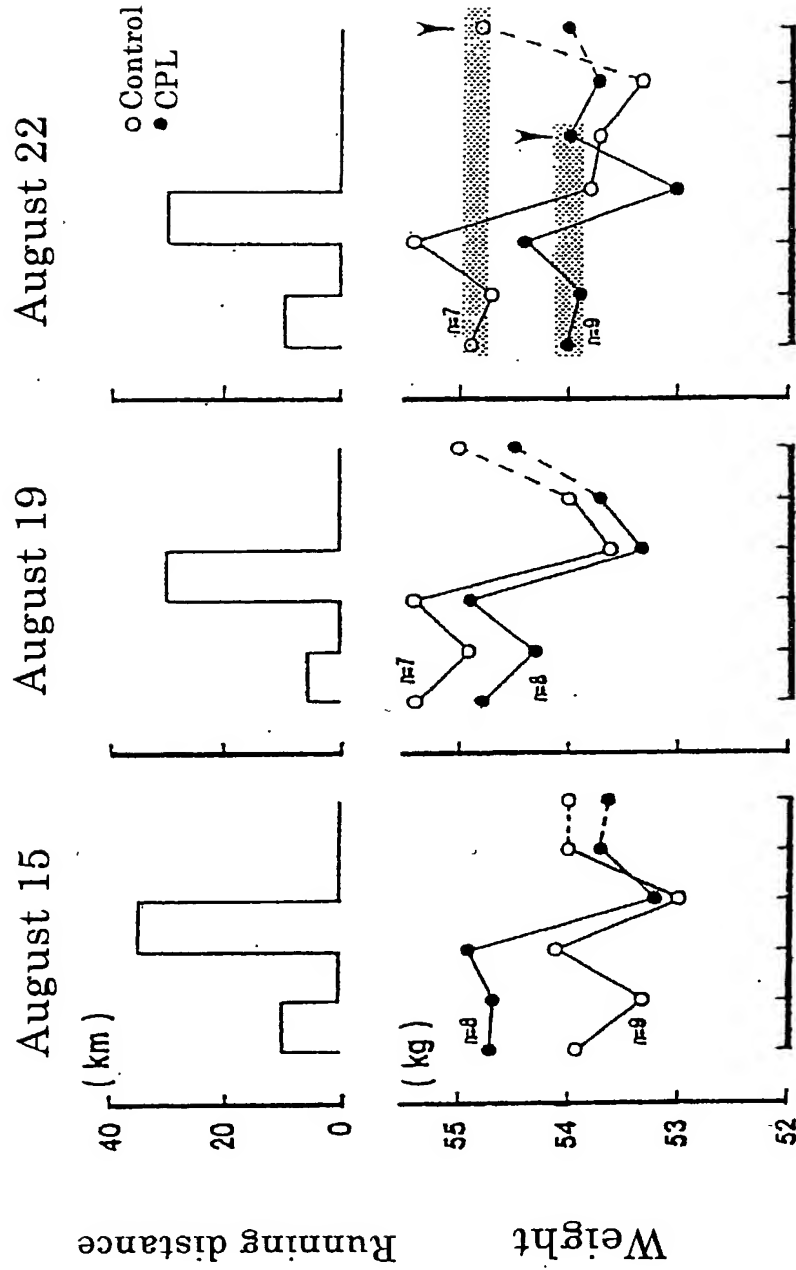 August 15
August 19
August 22
Running distance
(km)
40
20
0
○ Control
● CPL
Weight
(kg)
55
54
53
52
n=8
n=9
n=7
n=8
n=7
n=9